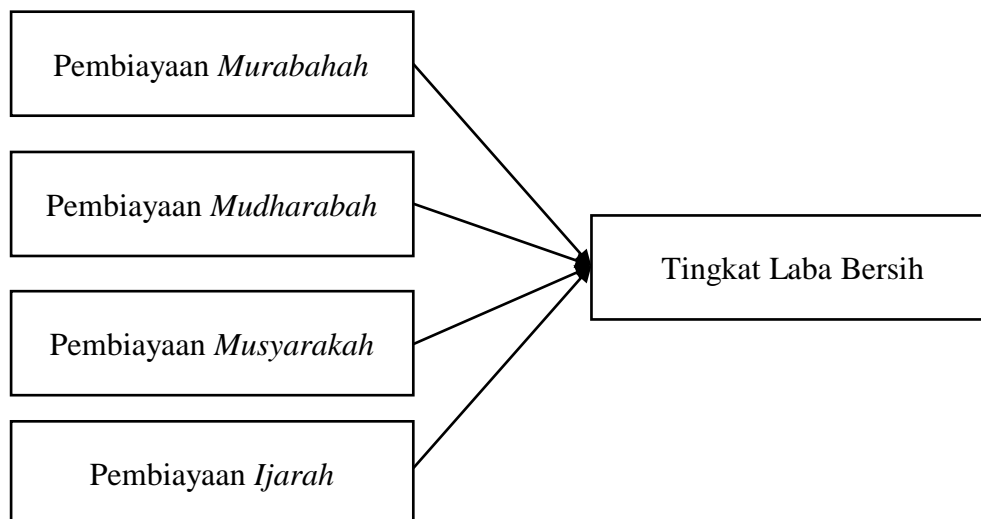 Pembiayaan Murabahah
Pembiayaan Mudharabah
Tingkat Laba Bersih
Pembiayaan Musyarakah
Pembiayaan Ijarah